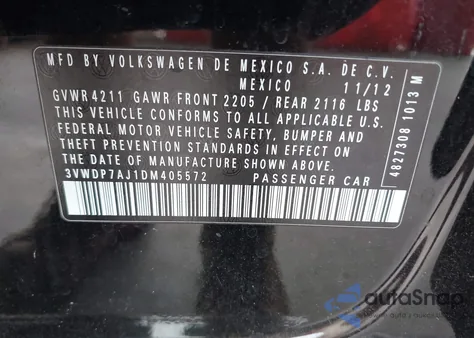 MFD BY VOLKSWAGEN DE MEXICO S.A. DE C.V.
MEXICO 11/12
GVWR 4211 GAWR FRONT 2205 / REAR 2116 LBS
THIS VEHICLE CONFORMS TO ALL APPLICABLE U.S.
FEDERAL MOTOR VEHICLE SAFETY, BUMPER AND
THEFT PREVENTION STANDARDS IN EFFECT ON THE
DATE OF MANUFACTURE SHOWN ABOVE
3VWDP7AJ1DM405572 PASSENGER CAR
4827308 1013 M
autoSnap